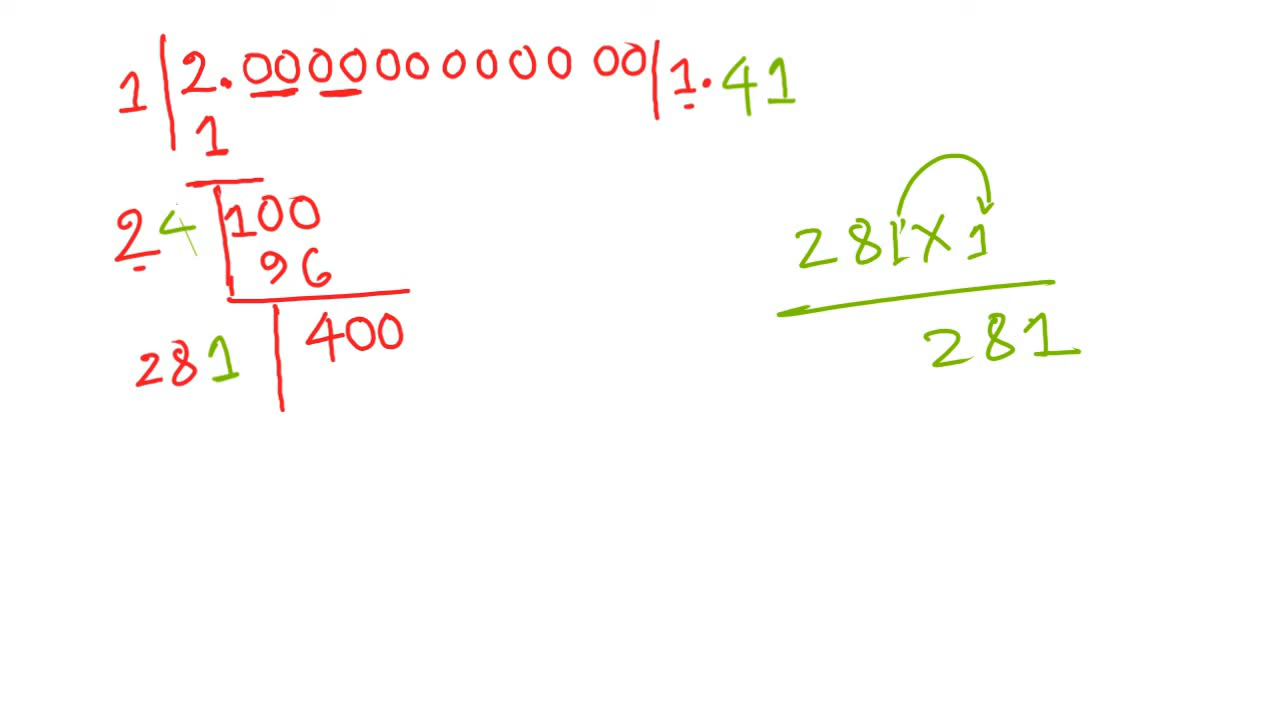 1 | 2.000000000000 | 1.41
1
24 | 100
96
281 × 1
281 | 400
281